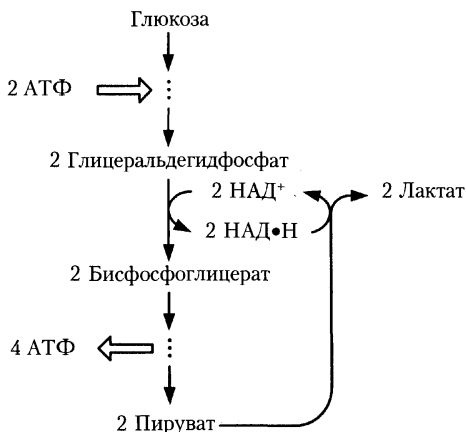 Глюкоза
2 АТФ
2 Глицеральдегидфосфат
2 НАД⁺
2 Лактат
2 НАД•Н
2 Бисфосфоглицерат
4 АТФ
2 Пируват